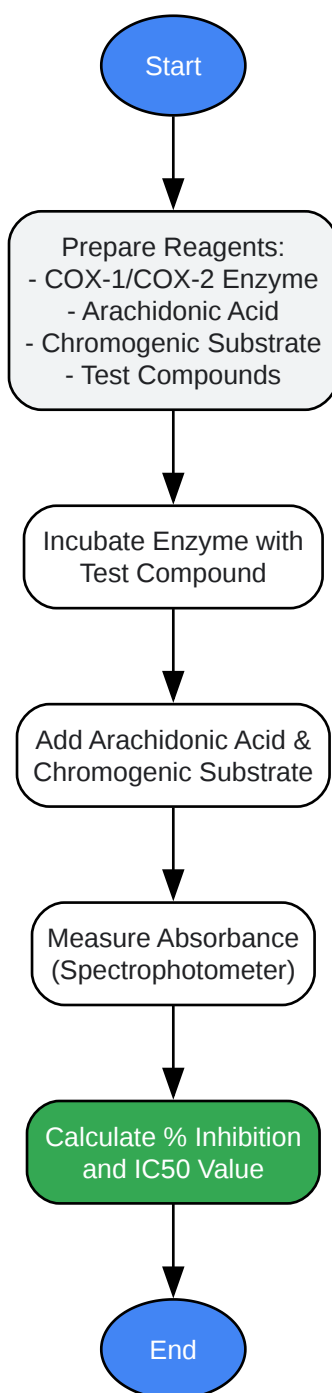 Start
Prepare Reagents:
- COX-1/COX-2 Enzyme
- Arachidonic Acid
- Chromogenic Substrate
- Test Compounds
Incubate Enzyme with
Test Compound
Add Arachidonic Acid &
Chromogenic Substrate
Measure Absorbance
(Spectrophotometer)
Calculate % Inhibition
and IC50 Value
End